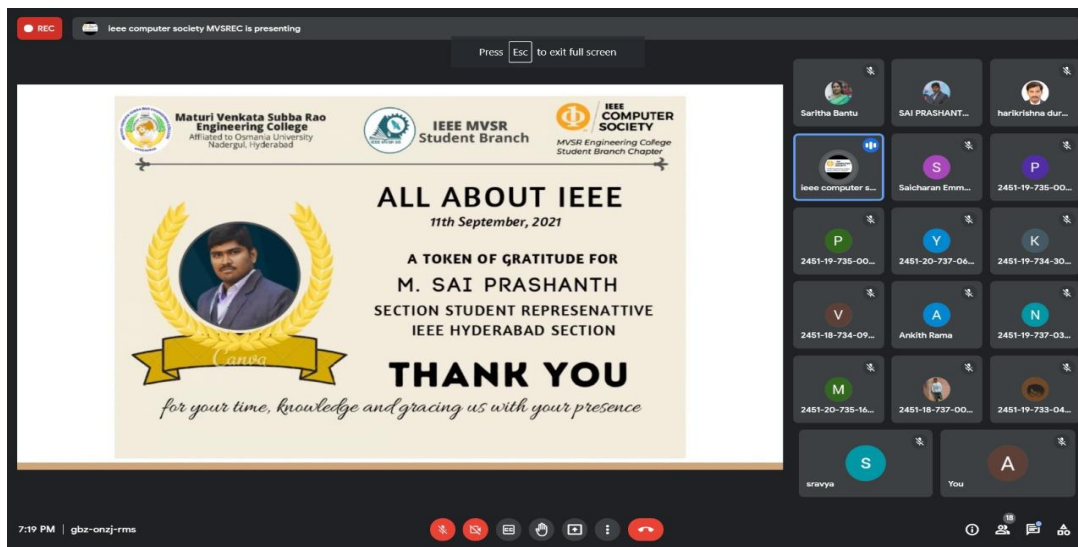 REC
ieee computer society MVSREC is presenting
Press Esc to exit full screen
Maturi Venkata Subba Rao
Engineering College
Affiliated to Osmania University
Nadergul, Hyderabad
IEEE MVSR
Student Branch
IEEE
COMPUTER
SOCIETY
MVSR Engineering College
Student Branch Chapter
ALL ABOUT IEEE
11th September, 2021
A TOKEN OF GRATITUDE FOR
M. SAI PRASHANTH
SECTION STUDENT REPRESENATTIVE
IEEE HYDERABAD SECTION
Canva
THANK YOU
for your time, knowledge and gracing us with your presence
Saritha Bantu
SAI PRASHANT...
harikrishna dur...
ieee computer s...
S
Saicharan Emm...
P
2451-19-735-00...
P
2451-19-735-00...
Y
2451-20-737-06...
K
2451-19-734-30...
V
2451-18-734-09...
A
Ankith Rama
N
2451-19-737-03...
M
2451-20-735-16...
2451-18-737-00...
2451-19-733-04...
S
sravya
A
You
7:19 PM | gbz-onzj-rms
CC
18